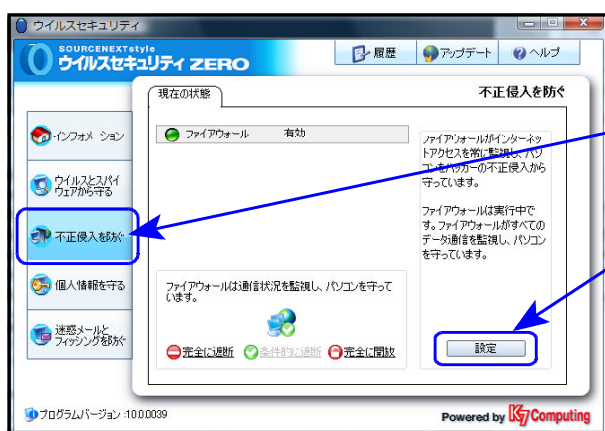 ウイルスセキュリティ
SOURCENEXTstyle
ウイルスセキュリティ ZERO
履歴
アップデート
ヘルプ
現在の状態
不正侵入を防ぐ
インフォメーション
ウイルスとスパイ
ウェアから守る
不正侵入を防ぐ
個人情報を守る
迷惑メールと
フィッシングを防ぐ
ファイアウォール 有効
ファイアウォールがインターネッ
トアクセスを常に監視し、パソ
コンをハッカーの不正侵入から
守っています。
ファイアウォールは実行中で
す。ファイアウォールがすべての
データ通信を監視し、パソコン
を守っています。
ファイアウォールは通信状況を監視し、パソコンを守って
います。
完全に遮断
条件的に遮断
完全に開放
設定
プログラムバージョン :10.0.0039
Powered by K7 Computing